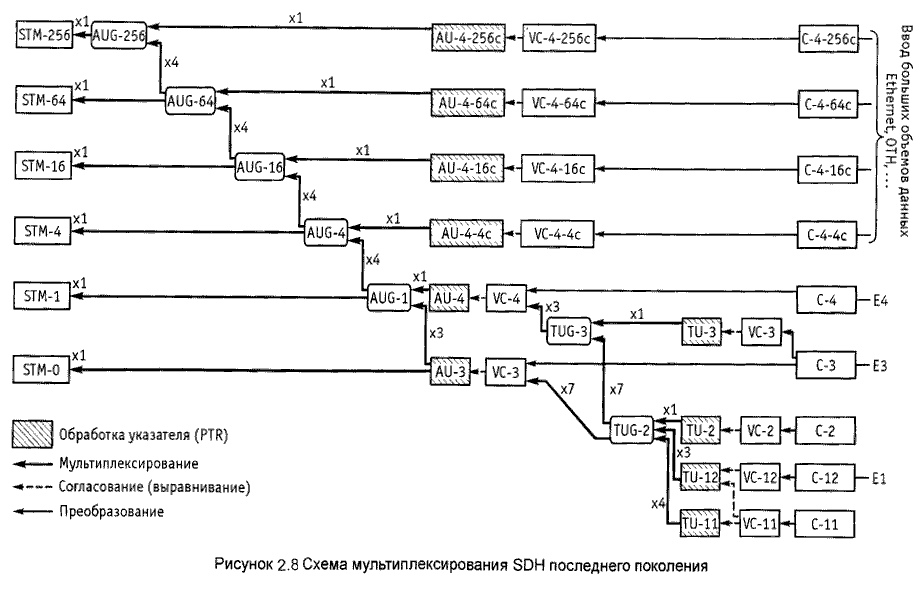 STM-256 x1 AUG-256 x1 AU-4-256c VC-4-256c C-4-256c
x4
STM-64 x1 AUG-64 x1 AU-4-64c VC-4-64c C-4-64c
x4
STM-16 x1 AUG-16 x1 AU-4-16c VC-4-16c C-4-16c
x4
STM-4 x1 AUG-4 x1 AU-4-4c VC-4-4c C-4-4c
Ввод больших объемов данных
Ethernet, OTH,...
x4
STM-1 x1 AUG-1 x1 AU-4 VC-4 C-4 E4
x3
TUG-3 x1 TU-3 VC-3
x3
STM-0 x1 AU-3 VC-3 C-3 E3
x7 x7
TUG-2 x1 TU-2 VC-2 C-2
x3
TU-12 VC-12 C-12 E1
x4
TU-11 VC-11 C-11
Обработка указателя (PTR)
Мультиплексирование
Согласование (выравнивание)
Преобразование
Рисунок 2.8 Схема мультиплексирования SDH последнего поколения